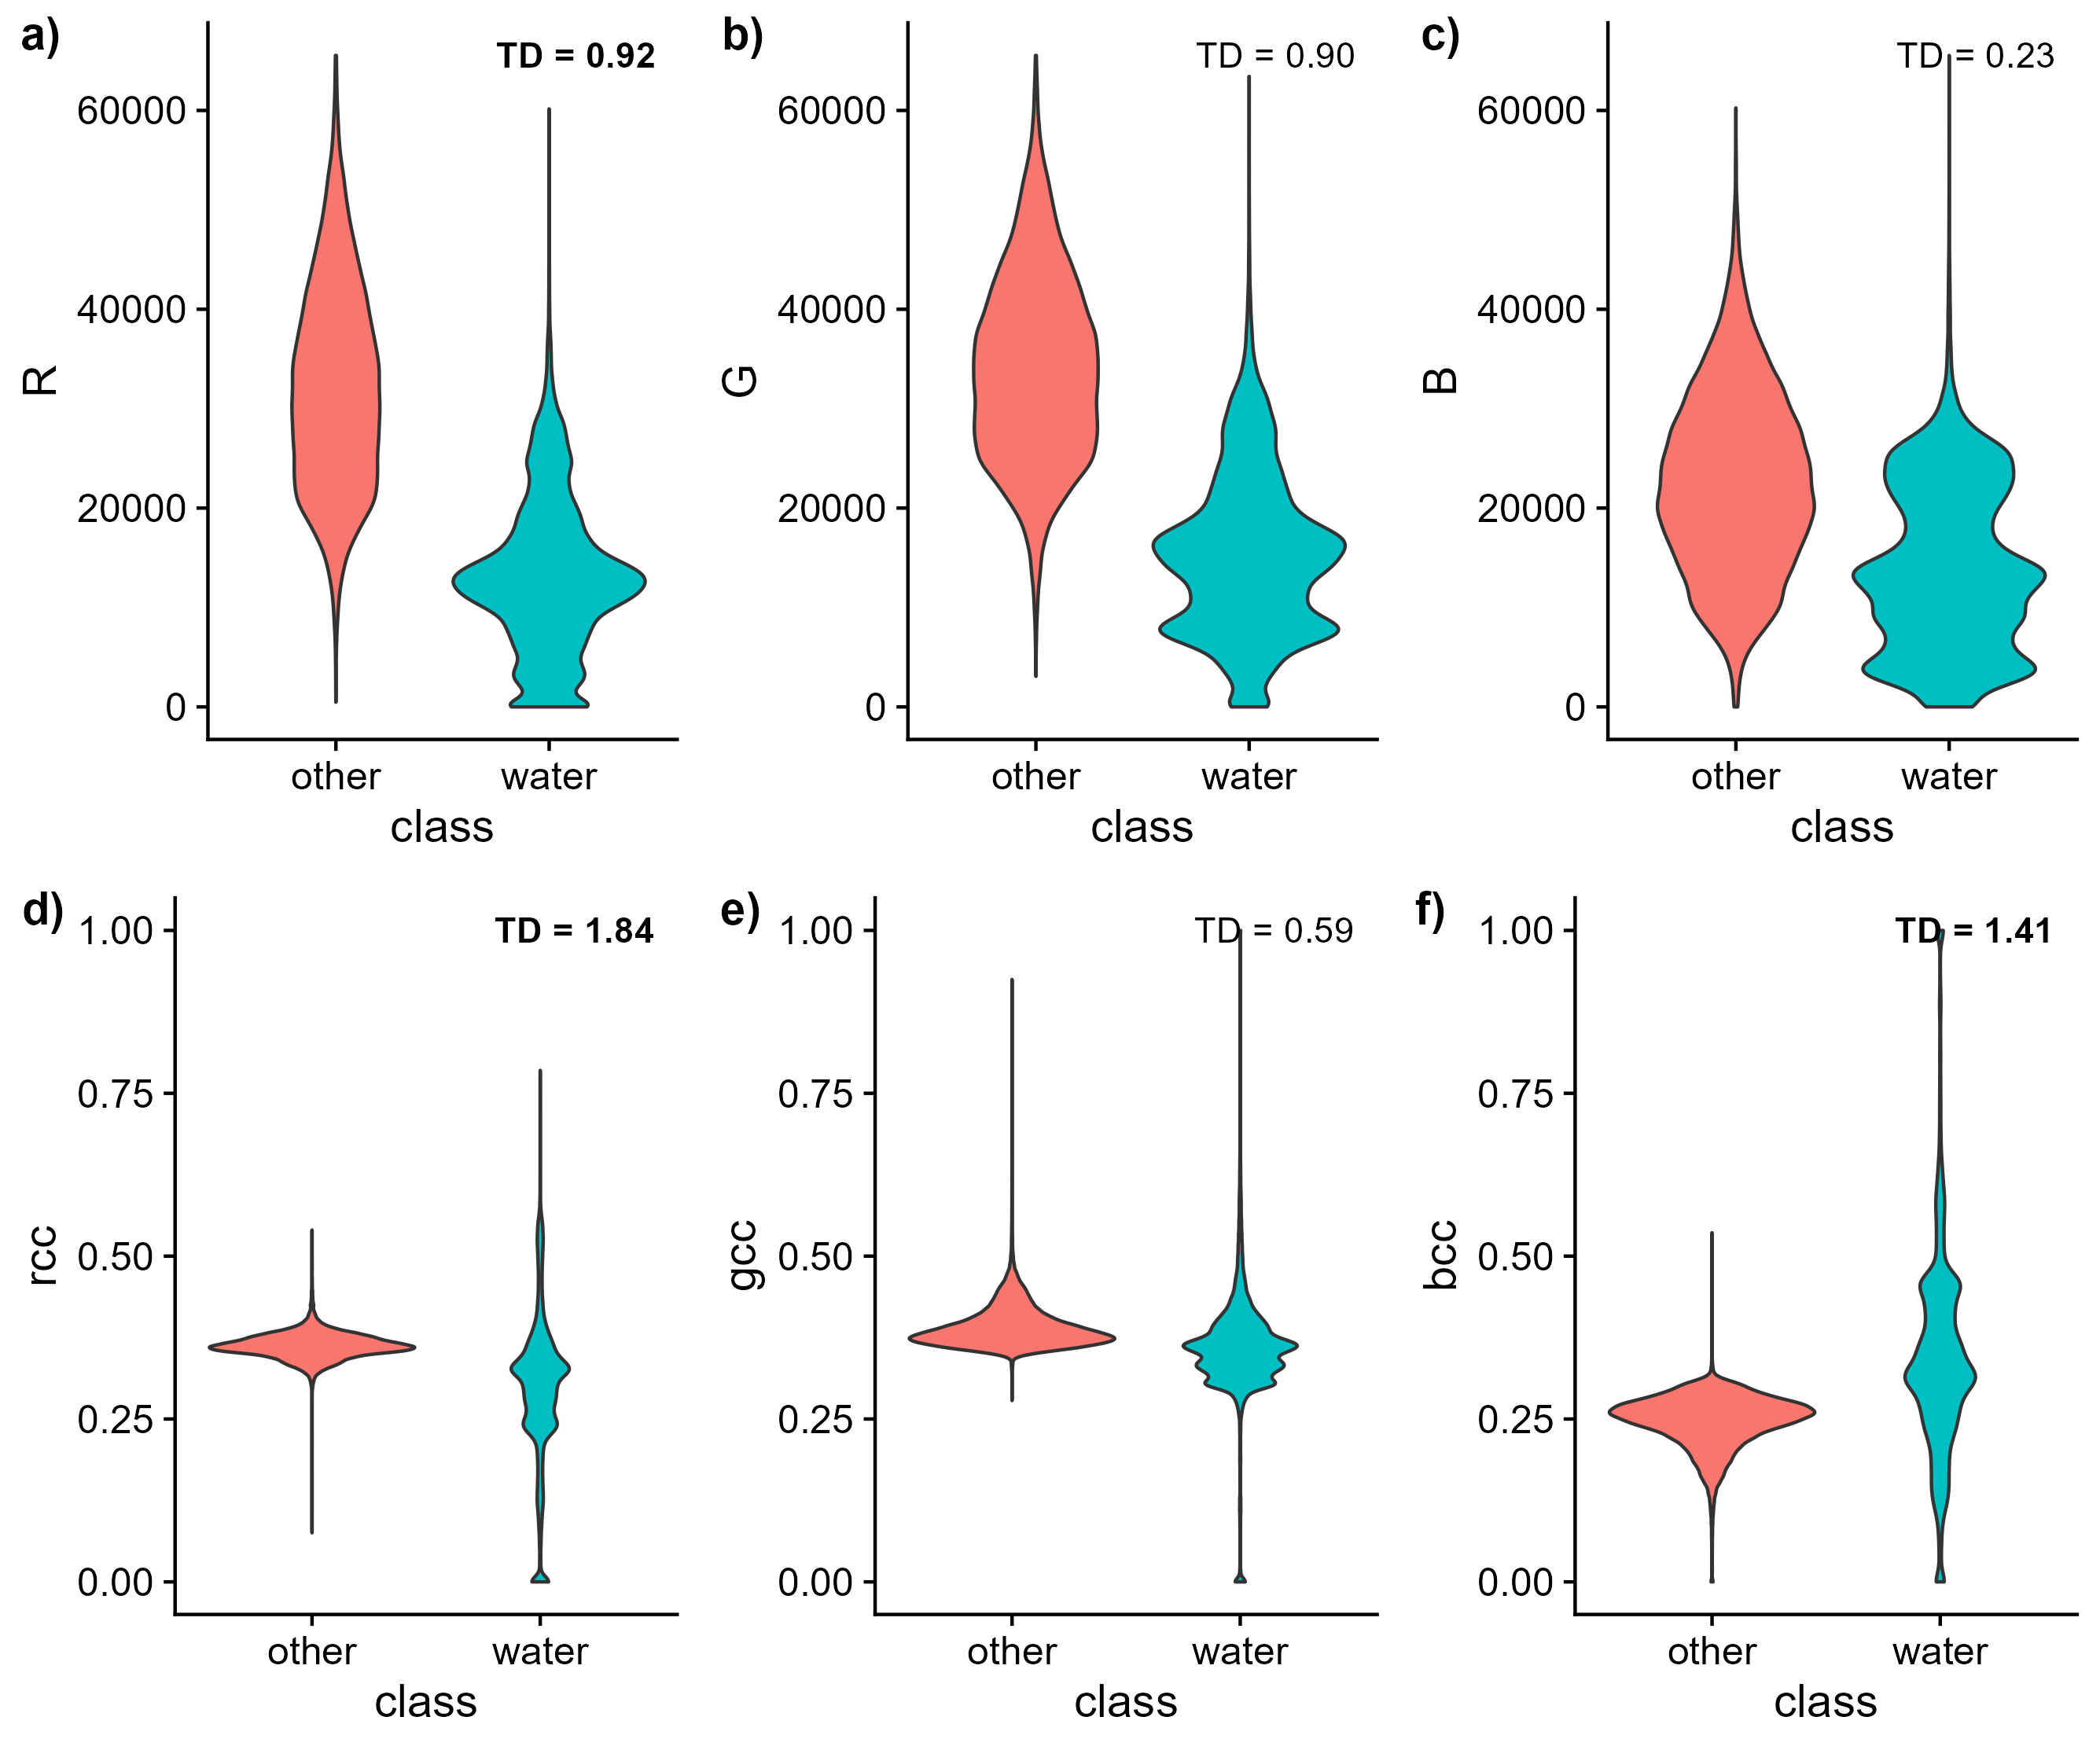 a)
TD = 0.92
R
60000
40000
20000
0
other water
class
b)
TD = 0.90
G
60000
40000
20000
0
other water
class
c)
TD = 0.23
B
60000
40000
20000
0
other water
class
d)
TD = 1.84
rcc
1.00
0.75
0.50
0.25
0.00
other water
class
e)
TD = 0.59
gcc
1.00
0.75
0.50
0.25
0.00
other water
class
f)
TD = 1.41
bcc
1.00
0.75
0.50
0.25
0.00
other water
class